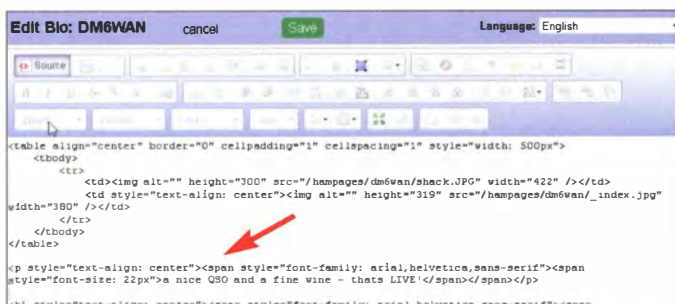 Edit Bio: DM6WAN cancel Save Language: English
Source
<table align="center" border="0" cellpadding="1" cellspacing="1" style="width: 500px">
<tbody>
<tr>
<td><img alt="" height="300" src="/hampages/dm6wan/shack.JPG" width="422" /></td>
<td style="text-align: center"><img alt="" height="319" src="/hampages/dm6wan/_index.jpg"
width="380" /></td>
</tr>
</tbody>
</table>
<p style="text-align: center"><span style="font-family: arial,helvetica,sans-serif"><span
style="font-size: 22px">a nice QSO and a fine wine - thats LIVE'</span></span></p>